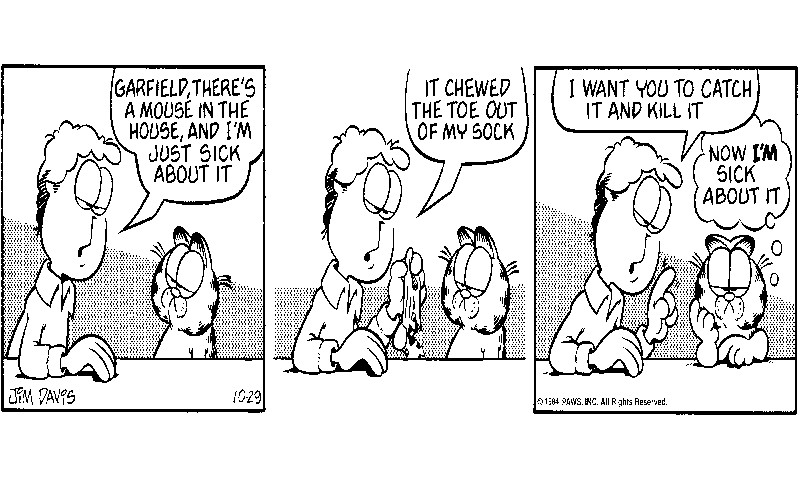 GARFIELD, THERE'S
A MOUSE IN THE
HOUSE, AND I'M
JUST SICK
ABOUT IT
JIM DAVIS
10-29
IT CHEWED
THE TOE OUT
OF MY SOCK
I WANT YOU TO CATCH
IT AND KILL IT
NOW I'M
SICK
ABOUT IT
© 1984 PAWS, INC. All Rights Reserved.